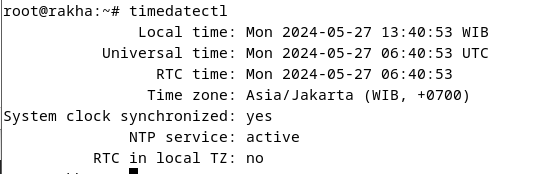 root@rakha:~# timedatectl
Local time: Mon 2024-05-27 13:40:53 WIB
Universal time: Mon 2024-05-27 06:40:53 UTC
RTC time: Mon 2024-05-27 06:40:53
Time zone: Asia/Jakarta (WIB, +0700)
System clock synchronized: yes
NTP service: active
RTC in local TZ: no